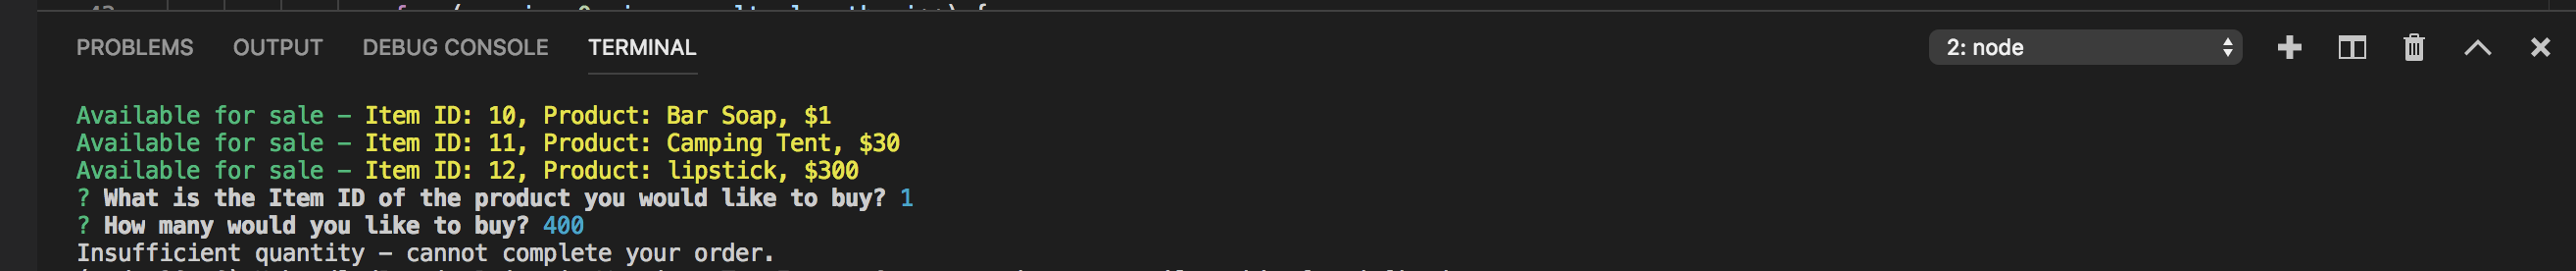 PROBLEMS OUTPUT DEBUG CONSOLE TERMINAL 2: node
Available for sale – Item ID: 10, Product: Bar Soap, $1
Available for sale – Item ID: 11, Product: Camping Tent, $30
Available for sale – Item ID: 12, Product: lipstick, $300
? What is the Item ID of the product you would like to buy? 1
? How many would you like to buy? 400
Insufficient quantity – cannot complete your order.